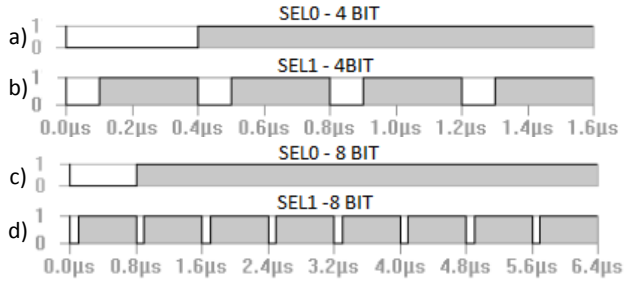 SEL0 - 4 BIT
a) 1
0
SEL1 - 4BIT
b) 1
0
0.0µs 0.2µs 0.4µs 0.6µs 0.8µs 1.0µs 1.2µs 1.4µs 1.6µs
SEL0 - 8 BIT
c) 1
0
SEL1 -8 BIT
d) 1
0
0.0µs 0.8µs 1.6µs 2.4µs 3.2µs 4.0µs 4.8µs 5.6µs 6.4µs